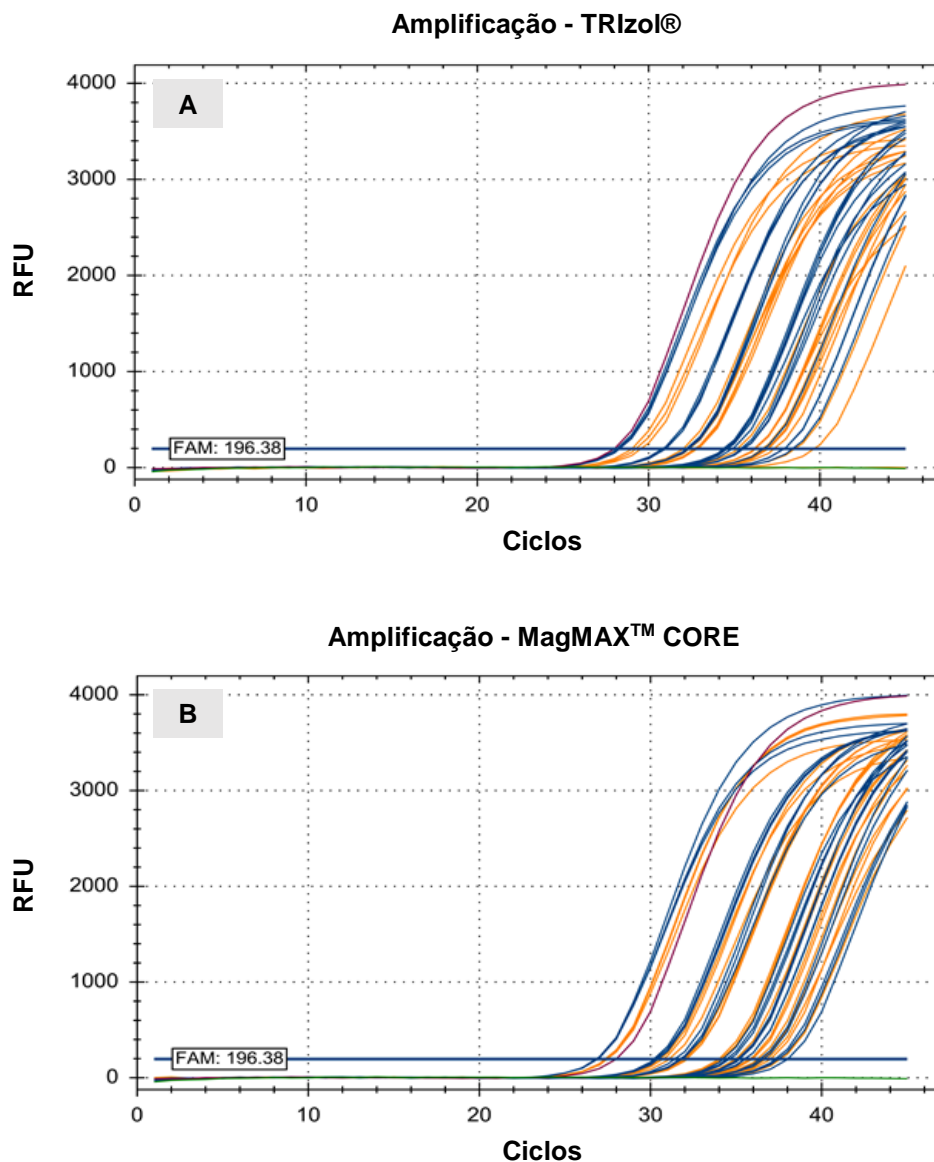 Amplificação - TRIzol®
A
4000
3000
2000
1000
0
RFU
FAM: 196.38
0 10 20 30 40
Ciclos
Amplificação - MagMAX™ CORE
B
4000
3000
2000
1000
0
RFU
FAM: 196.38
0 10 20 30 40
Ciclos